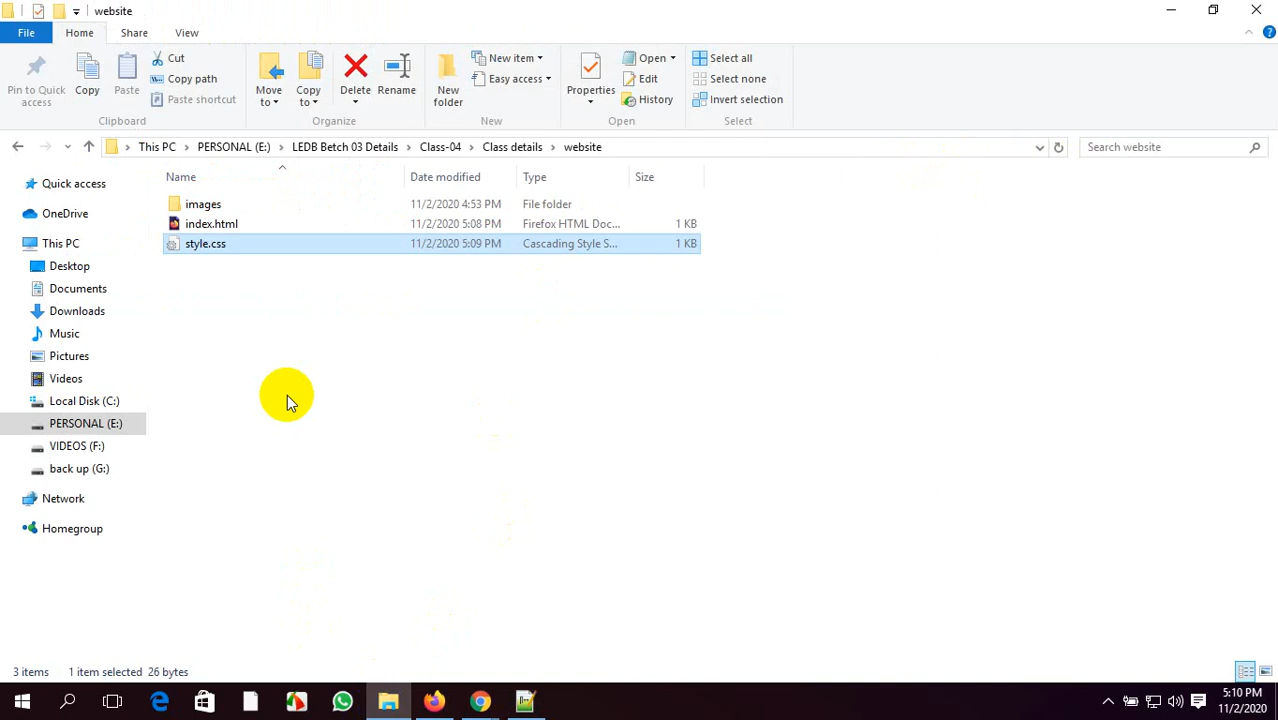 website
File
Home
Share
View
Pin to Quick access
Copy
Paste
Cut
Copy path
Paste shortcut
Clipboard
Move to
Copy to
Delete
Rename
Organize
New folder
New item
Easy access
New
Properties
Open
Edit
History
Open
Select all
Select none
Invert selection
Select
This PC
PERSONAL (E:)
LEDB Betch 03 Details
Class-04
Class details
website
Search website
Name
Date modified
Type
Size
images 11/2/2020 4:53 PM File folder
index.html 11/2/2020 5:08 PM Firefox HTML Doc... 1 KB
style.css 11/2/2020 5:09 PM Cascading Style S... 1 KB
Quick access
OneDrive
This PC
Desktop
Documents
Downloads
Music
Pictures
Videos
Local Disk (C:)
PERSONAL (E:)
VIDEOS (F:)
back up (G:)
Network
Homegroup
3 items 1 item selected 26 bytes
5:10 PM
11/2/2020